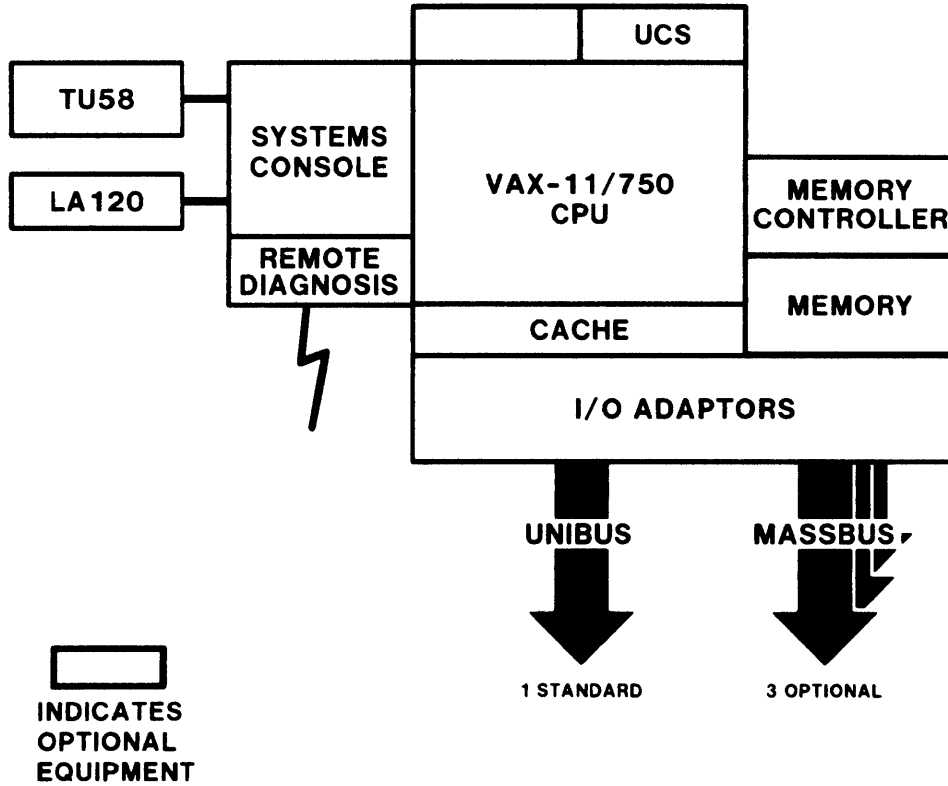 UCS
TU58
SYSTEMS
CONSOLE
LA120
VAX-11/750
CPU
MEMORY
CONTROLLER
REMOTE
DIAGNOSIS
MEMORY
CACHE
I/O ADAPTORS
UNIBUS
MASSBUS
1 STANDARD
3 OPTIONAL
INDICATES
OPTIONAL
EQUIPMENT